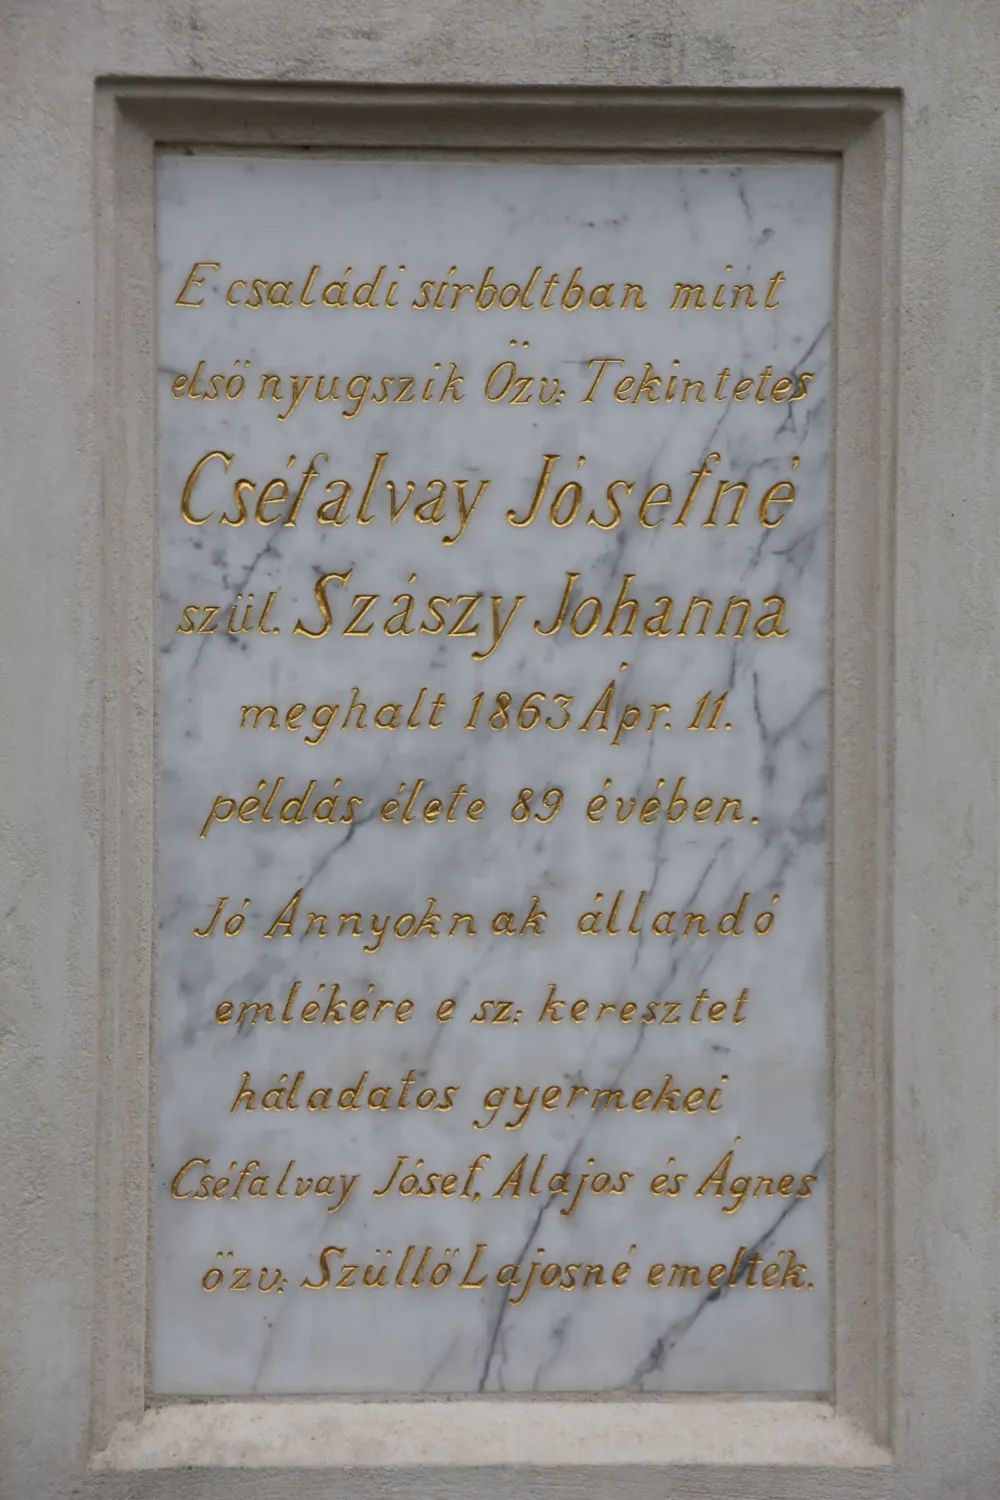 E családi sírboltban mint
elsö nyugszik Özv: Tekintetes
Cséfalvay Jósefné
szül. Szászy Johanna
meghalt 1863 Ápr. 11.
példás élete 89 évében.
Jó Annyoknak állandó
emlékére e sz: keresztet
háladatos gyermekei
Cséfalvay Jósef, Alajos és Ágnes
özv: Szüllö Lajosné emelték.